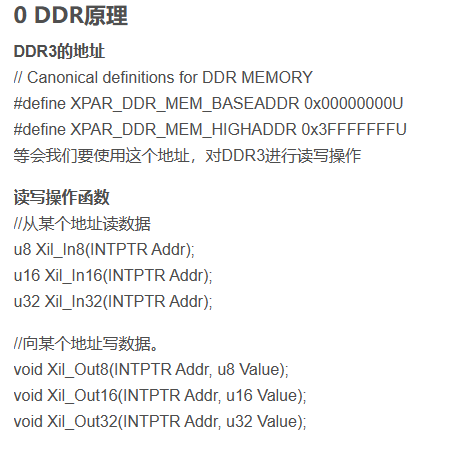 0 DDR原理
DDR3的地址
// Canonical definitions for DDR MEMORY
#define XPAR_DDR_MEM_BASEADDR 0x00000000U
#define XPAR_DDR_MEM_HIGHADDR 0x3FFFFFFFU
等会我们要使用这个地址，对DDR3进行读写操作
读写操作函数
//从某个地址读数据
u8 Xil_In8(INTPTR Addr);
u16 Xil_In16(INTPTR Addr);
u32 Xil_In32(INTPTR Addr);
//向某个地址写数据。
void Xil_Out8(INTPTR Addr, u8 Value);
void Xil_Out16(INTPTR Addr, u16 Value);
void Xil_Out32(INTPTR Addr, u32 Value);